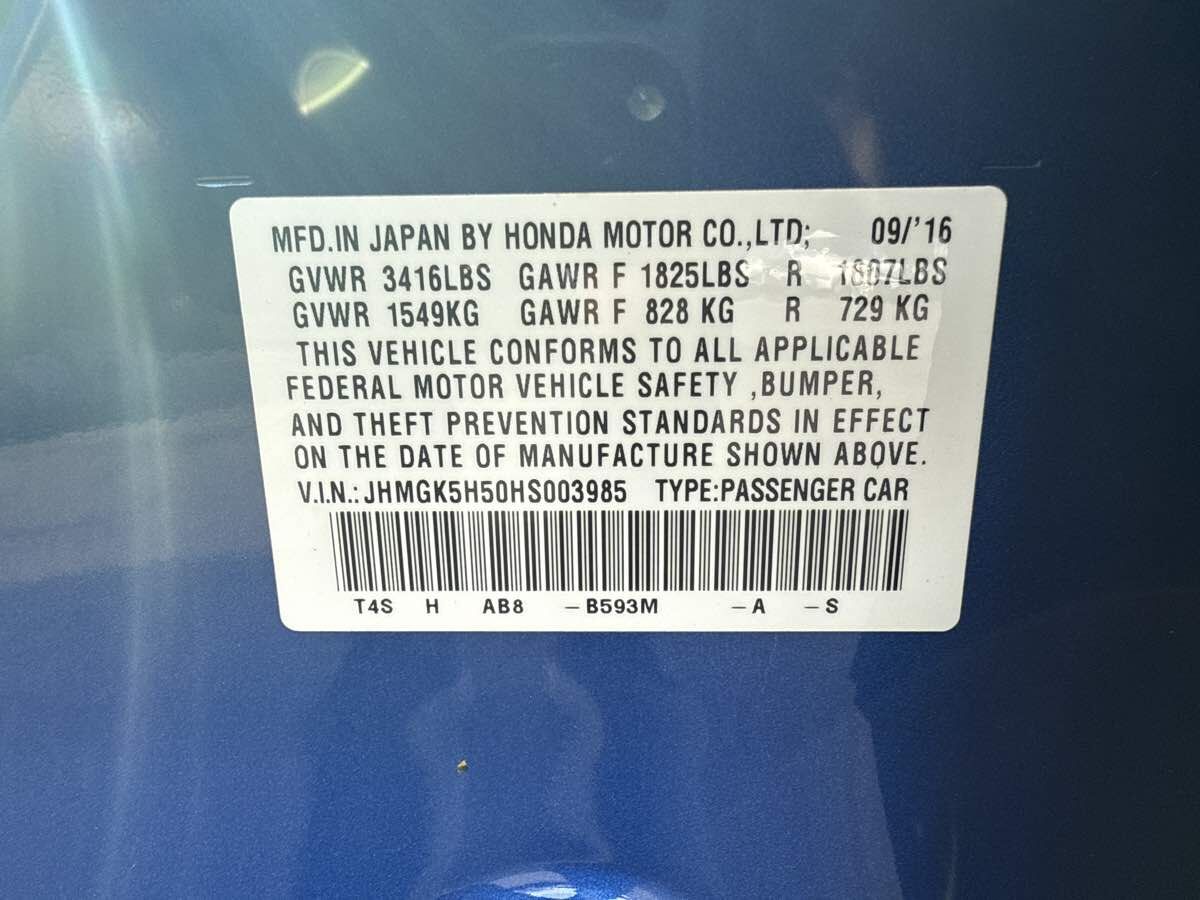 MFD.IN JAPAN BY HONDA MOTOR CO.,LTD; 09/'16
GVWR 3416LBS GAWR F 1825LBS R 1607LBS
GVWR 1549KG GAWR F 828 KG R 729 KG
THIS VEHICLE CONFORMS TO ALL APPLICABLE
FEDERAL MOTOR VEHICLE SAFETY ,BUMPER,
AND THEFT PREVENTION STANDARDS IN EFFECT
ON THE DATE OF MANUFACTURE SHOWN ABOVE.
V.I.N.: JHMGK5H50HS003985 TYPE:PASSENGER CAR
T4S H AB8 -B593M -A -S